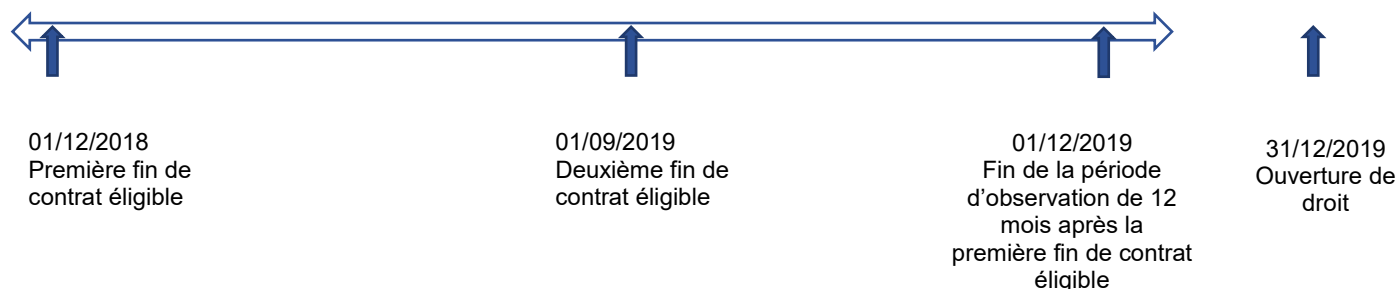 01/12/2018
Première fin de
contrat éligible
01/09/2019
Deuxième fin de
contrat éligible
01/12/2019
Fin de la période
d’observation de 12
mois après la
première fin de contrat
éligible
31/12/2019
Ouverture de
droit